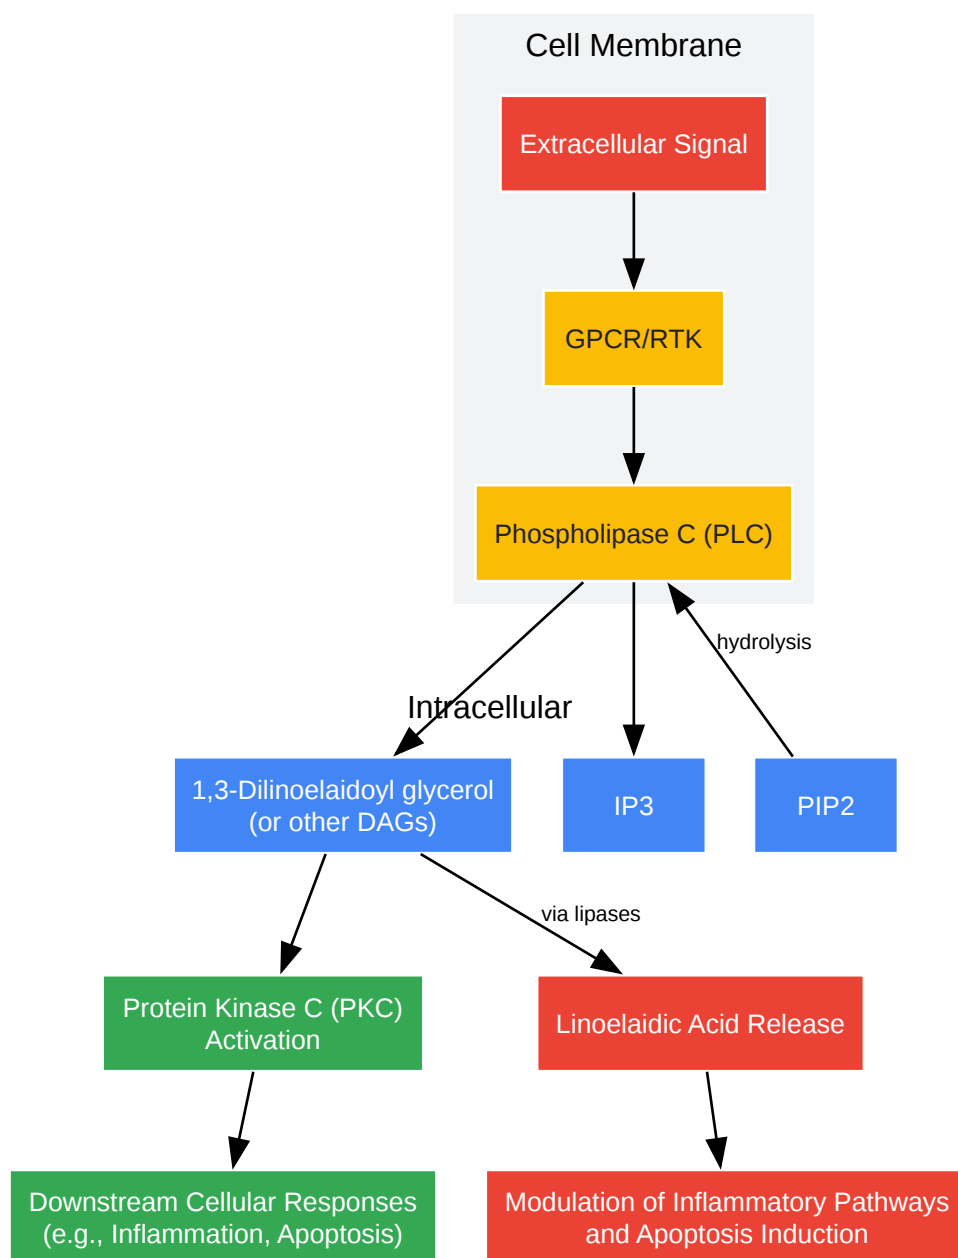 Cell Membrane
Extracellular Signal
GPCR/RTK
Phospholipase C (PLC)
hydrolysis
Intracellular
1,3-Dilinoelaidoyl glycerol
(or other DAGs)
IP3
PIP2
via lipases
Protein Kinase C (PKC)
Activation
Linoelaidic Acid Release
Downstream Cellular Responses
(e.g., Inflammation, Apoptosis)
Modulation of Inflammatory Pathways
and Apoptosis Induction